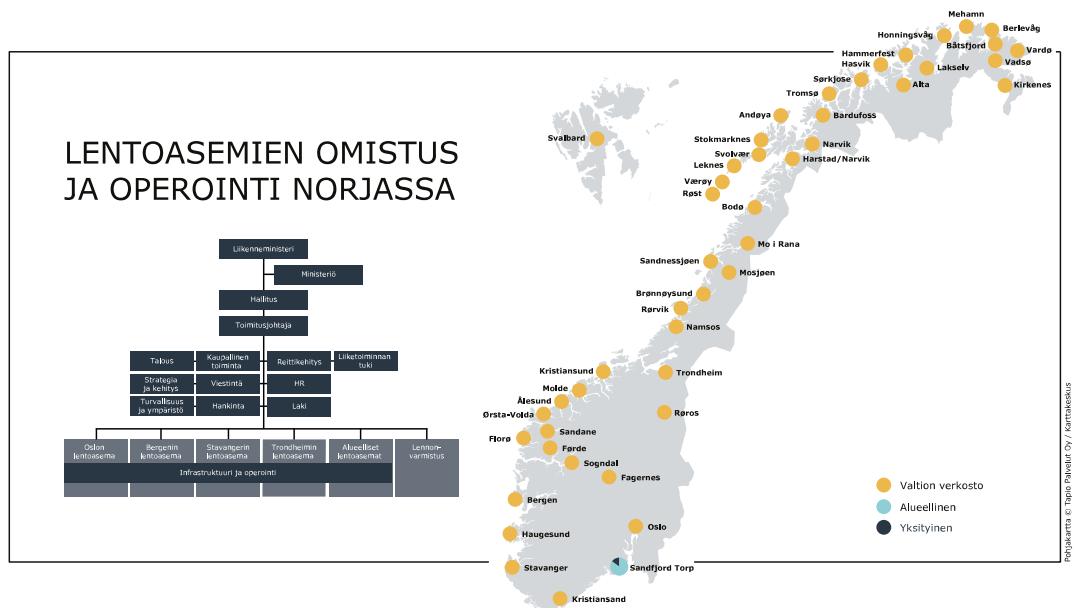 LENTOASEMIEN OMISTUS
JA OPEROINTI NORJASSA
Liikenneministeri
Ministeriö
Hallitus
Toimitusjohtaja
Talous
Kaupallinen
toiminta
Reittikehitys
Liiketoiminnan
tuki
Strategia
ja kehitys
Viestintä
HR
Turvallisuus
ja ympäristö
Hankinta
Laki
Oslon
lentoasema
Bergenin
lentoasema
Stavangerin
lentoasema
Trondheimin
lentoasema
Alueelliset
lentoasemat
Lennon-
varmistus
Infrastruktuuri ja operointi
Mehamn
Berlevåg
Honningsvåg
Båtsfjord
Vardø
Hammerfest
Hasvik
Lakselv
Vadsø
Sørkjose
Alta
Kirkenes
Tromsø
Andøya
Bardufoss
Svalbard
Stokmarknes
Narvik
Svolvær
Harstad/Narvik
Leknes
Værøy
Røst
Bodø
Mo i Rana
Sandnessjøen
Mosjøen
Brønnøysund
Rørvik
Namsos
Kristiansund
Trondheim
Molde
Ålesund
Ørsta-Volda
Røros
Sandane
Florø
Førde
Sogndal
Fagernes
Bergen
Oslo
Haugesund
Stavanger
Sandfjord Torp
Kristiansand
Valtion verkosto
Alueellinen
Yksityinen
Pohjakartta © Tapio Palvelut Oy / Karttakeskus